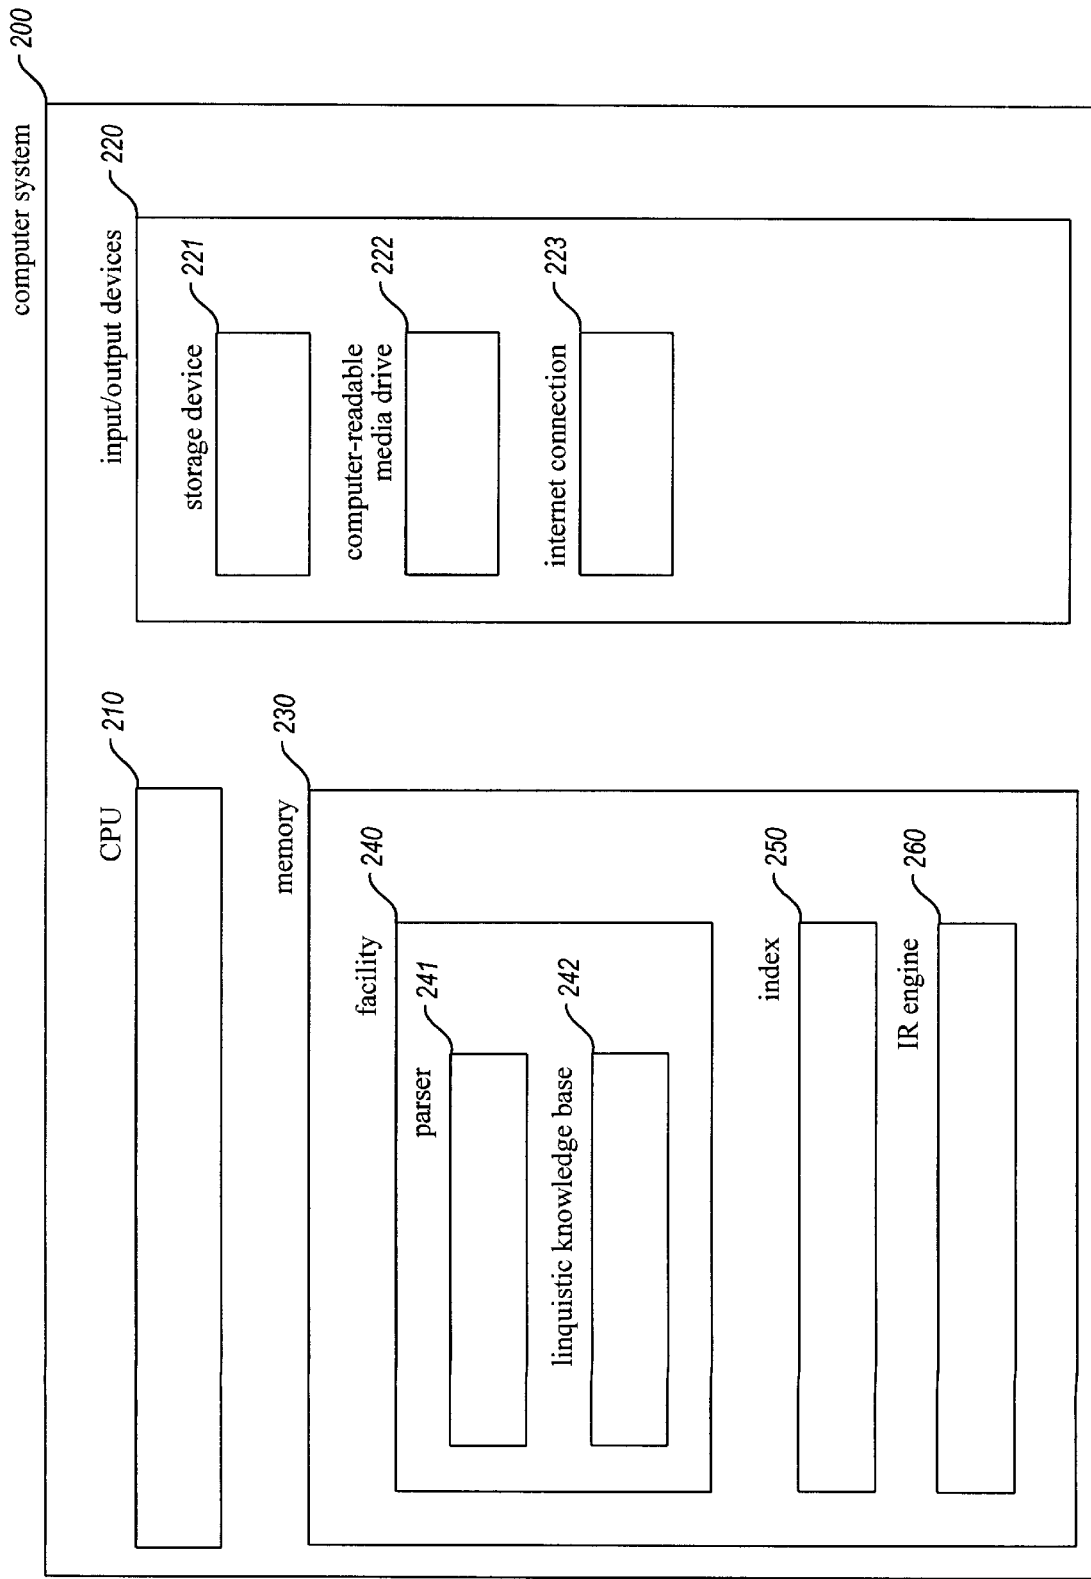 computer system 200
CPU 210
input/output devices 220
storage device 221
computer-readable
media drive 222
internet connection 223
memory 230
facility 240
parser 241
linquistic knowledge base 242
index 250
IR engine 260